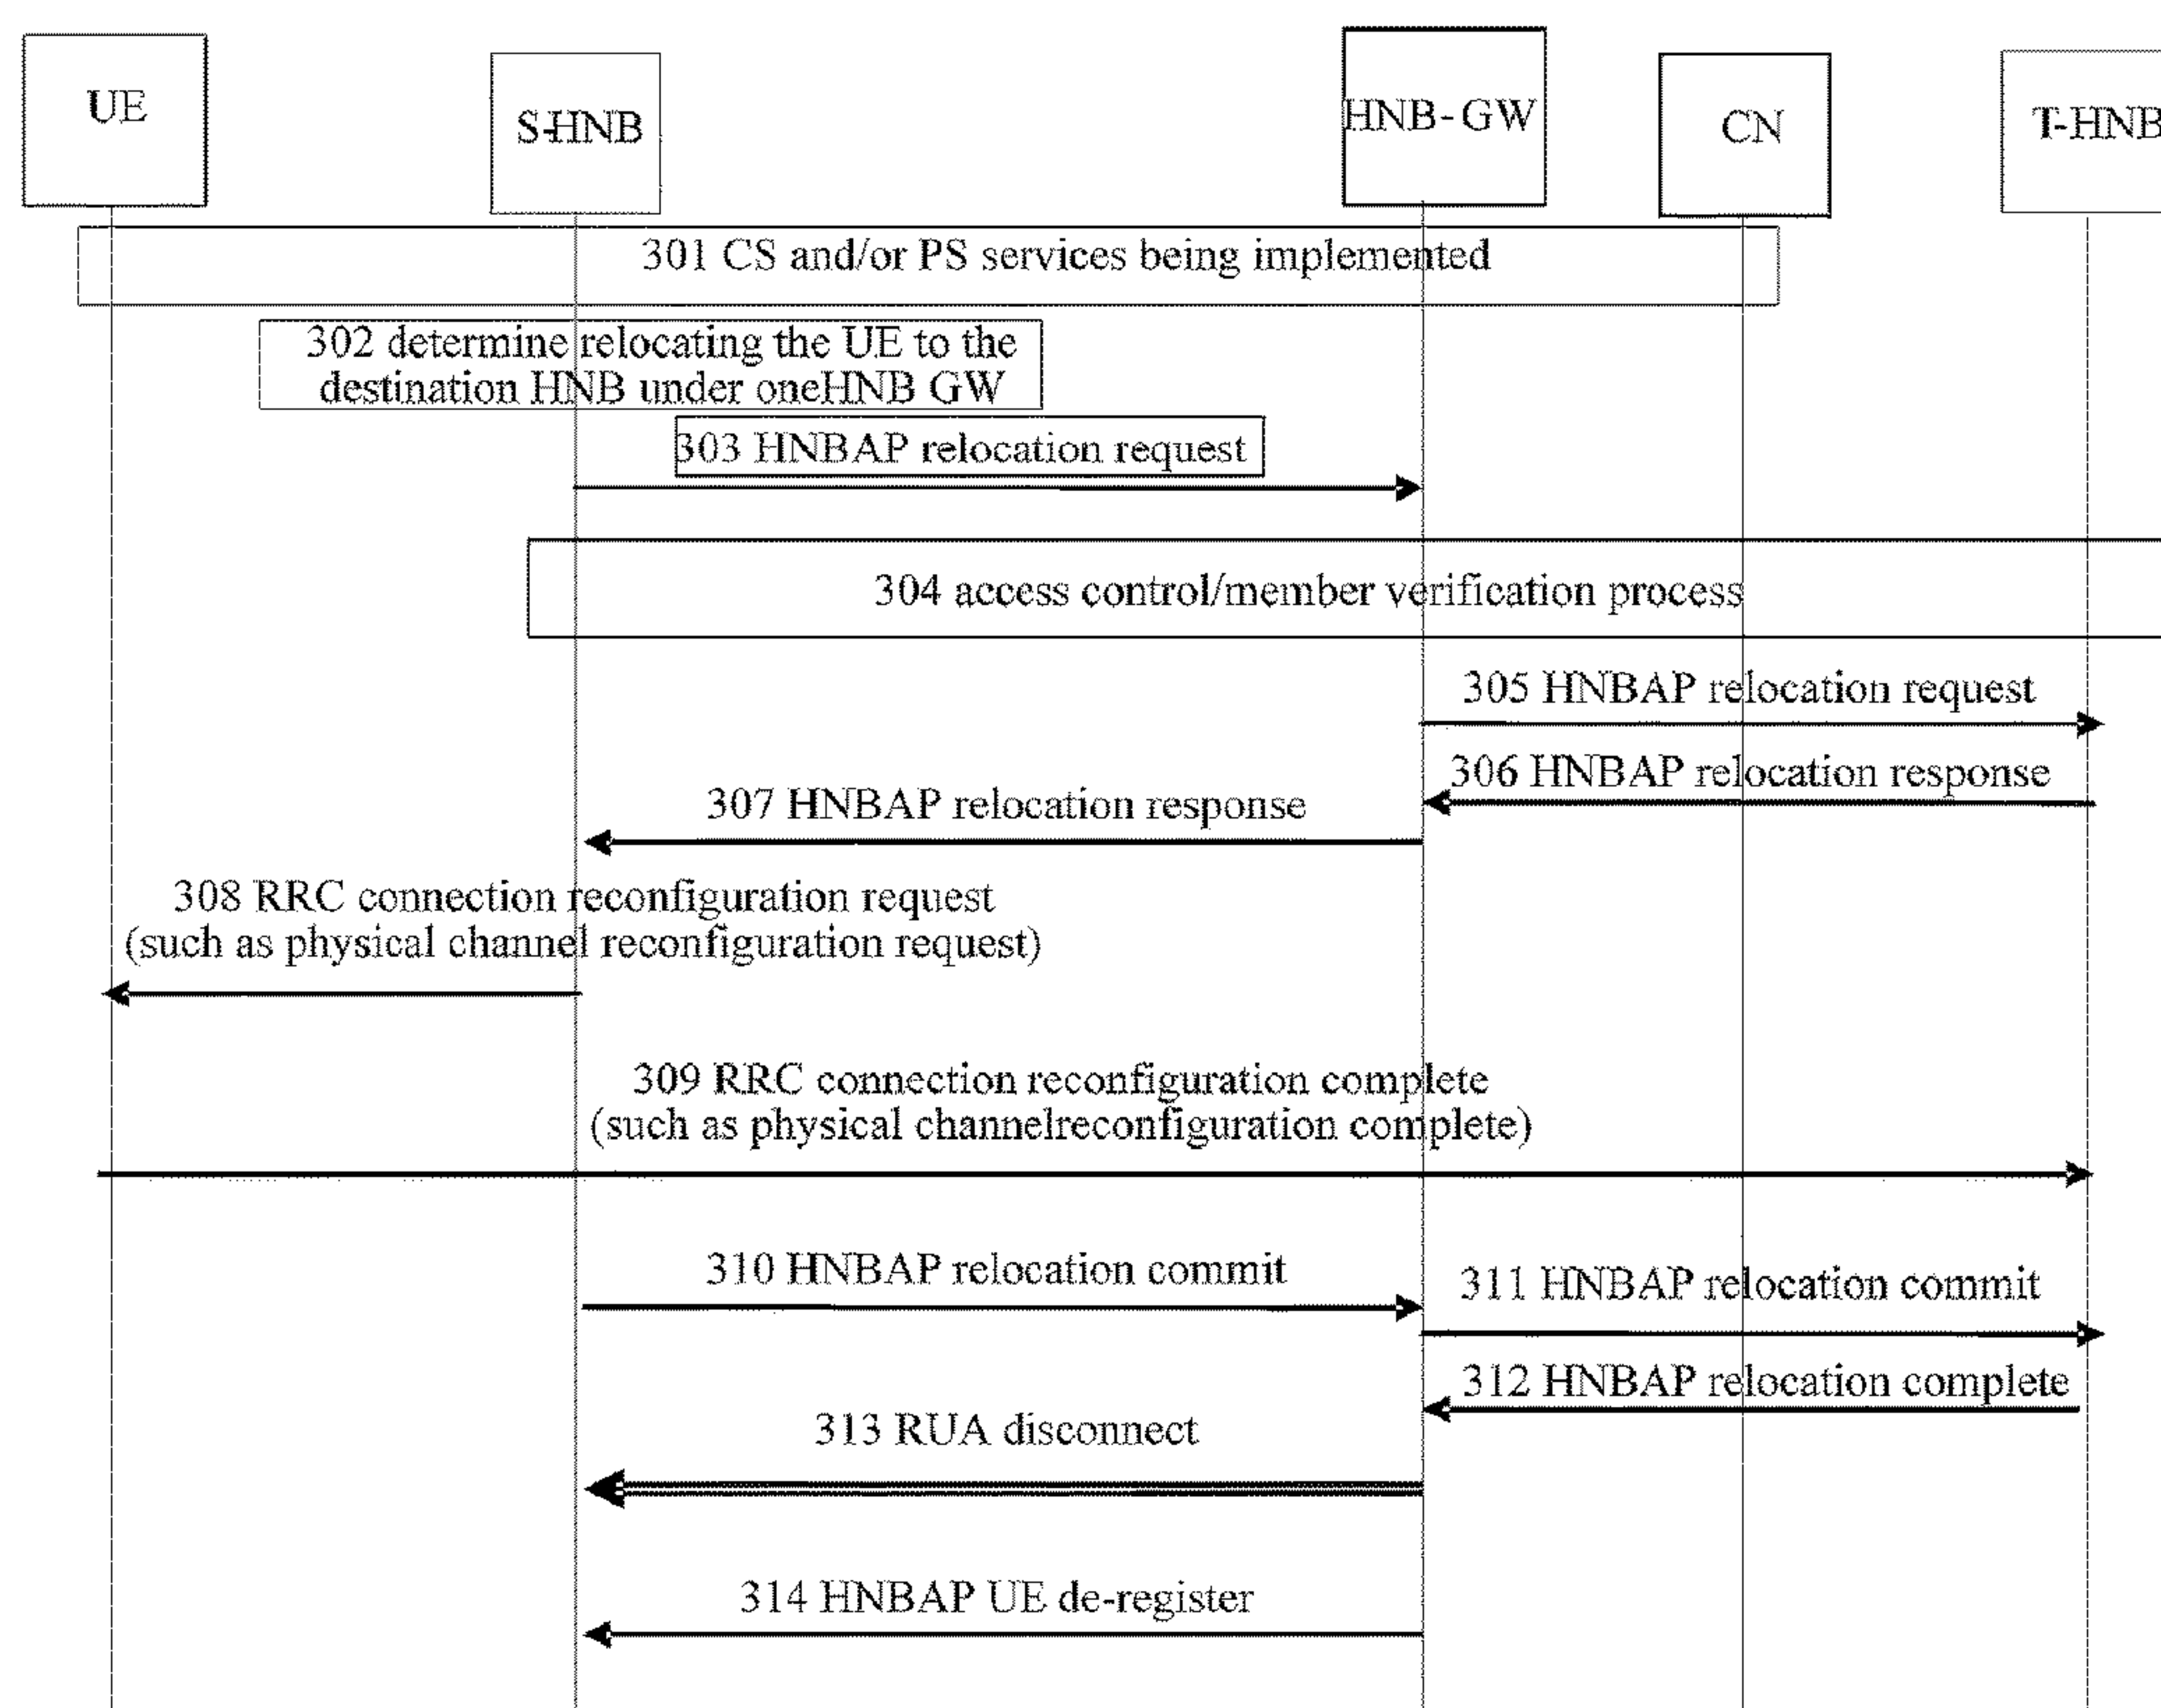 UE
S-HNB
HNB-GW
CN
T-HNB
301 CS and/or PS services being implemented
302 determine relocating the UE to the
destination HNB under oneHNB GW
303 HNBAP relocation request
304 access control/member verification process
305 HNBAP relocation request
306 HNBAP relocation response
307 HNBAP relocation response
308 RRC connection reconfiguration request
(such as physical channel reconfiguration request)
309 RRC connection reconfiguration complete
(such as physical channelreconfiguration complete)
310 HNBAP relocation commit
311 HNBAP relocation commit
312 HNBAP relocation complete
313 RUA disconnect
314 HNBAP UE de-register